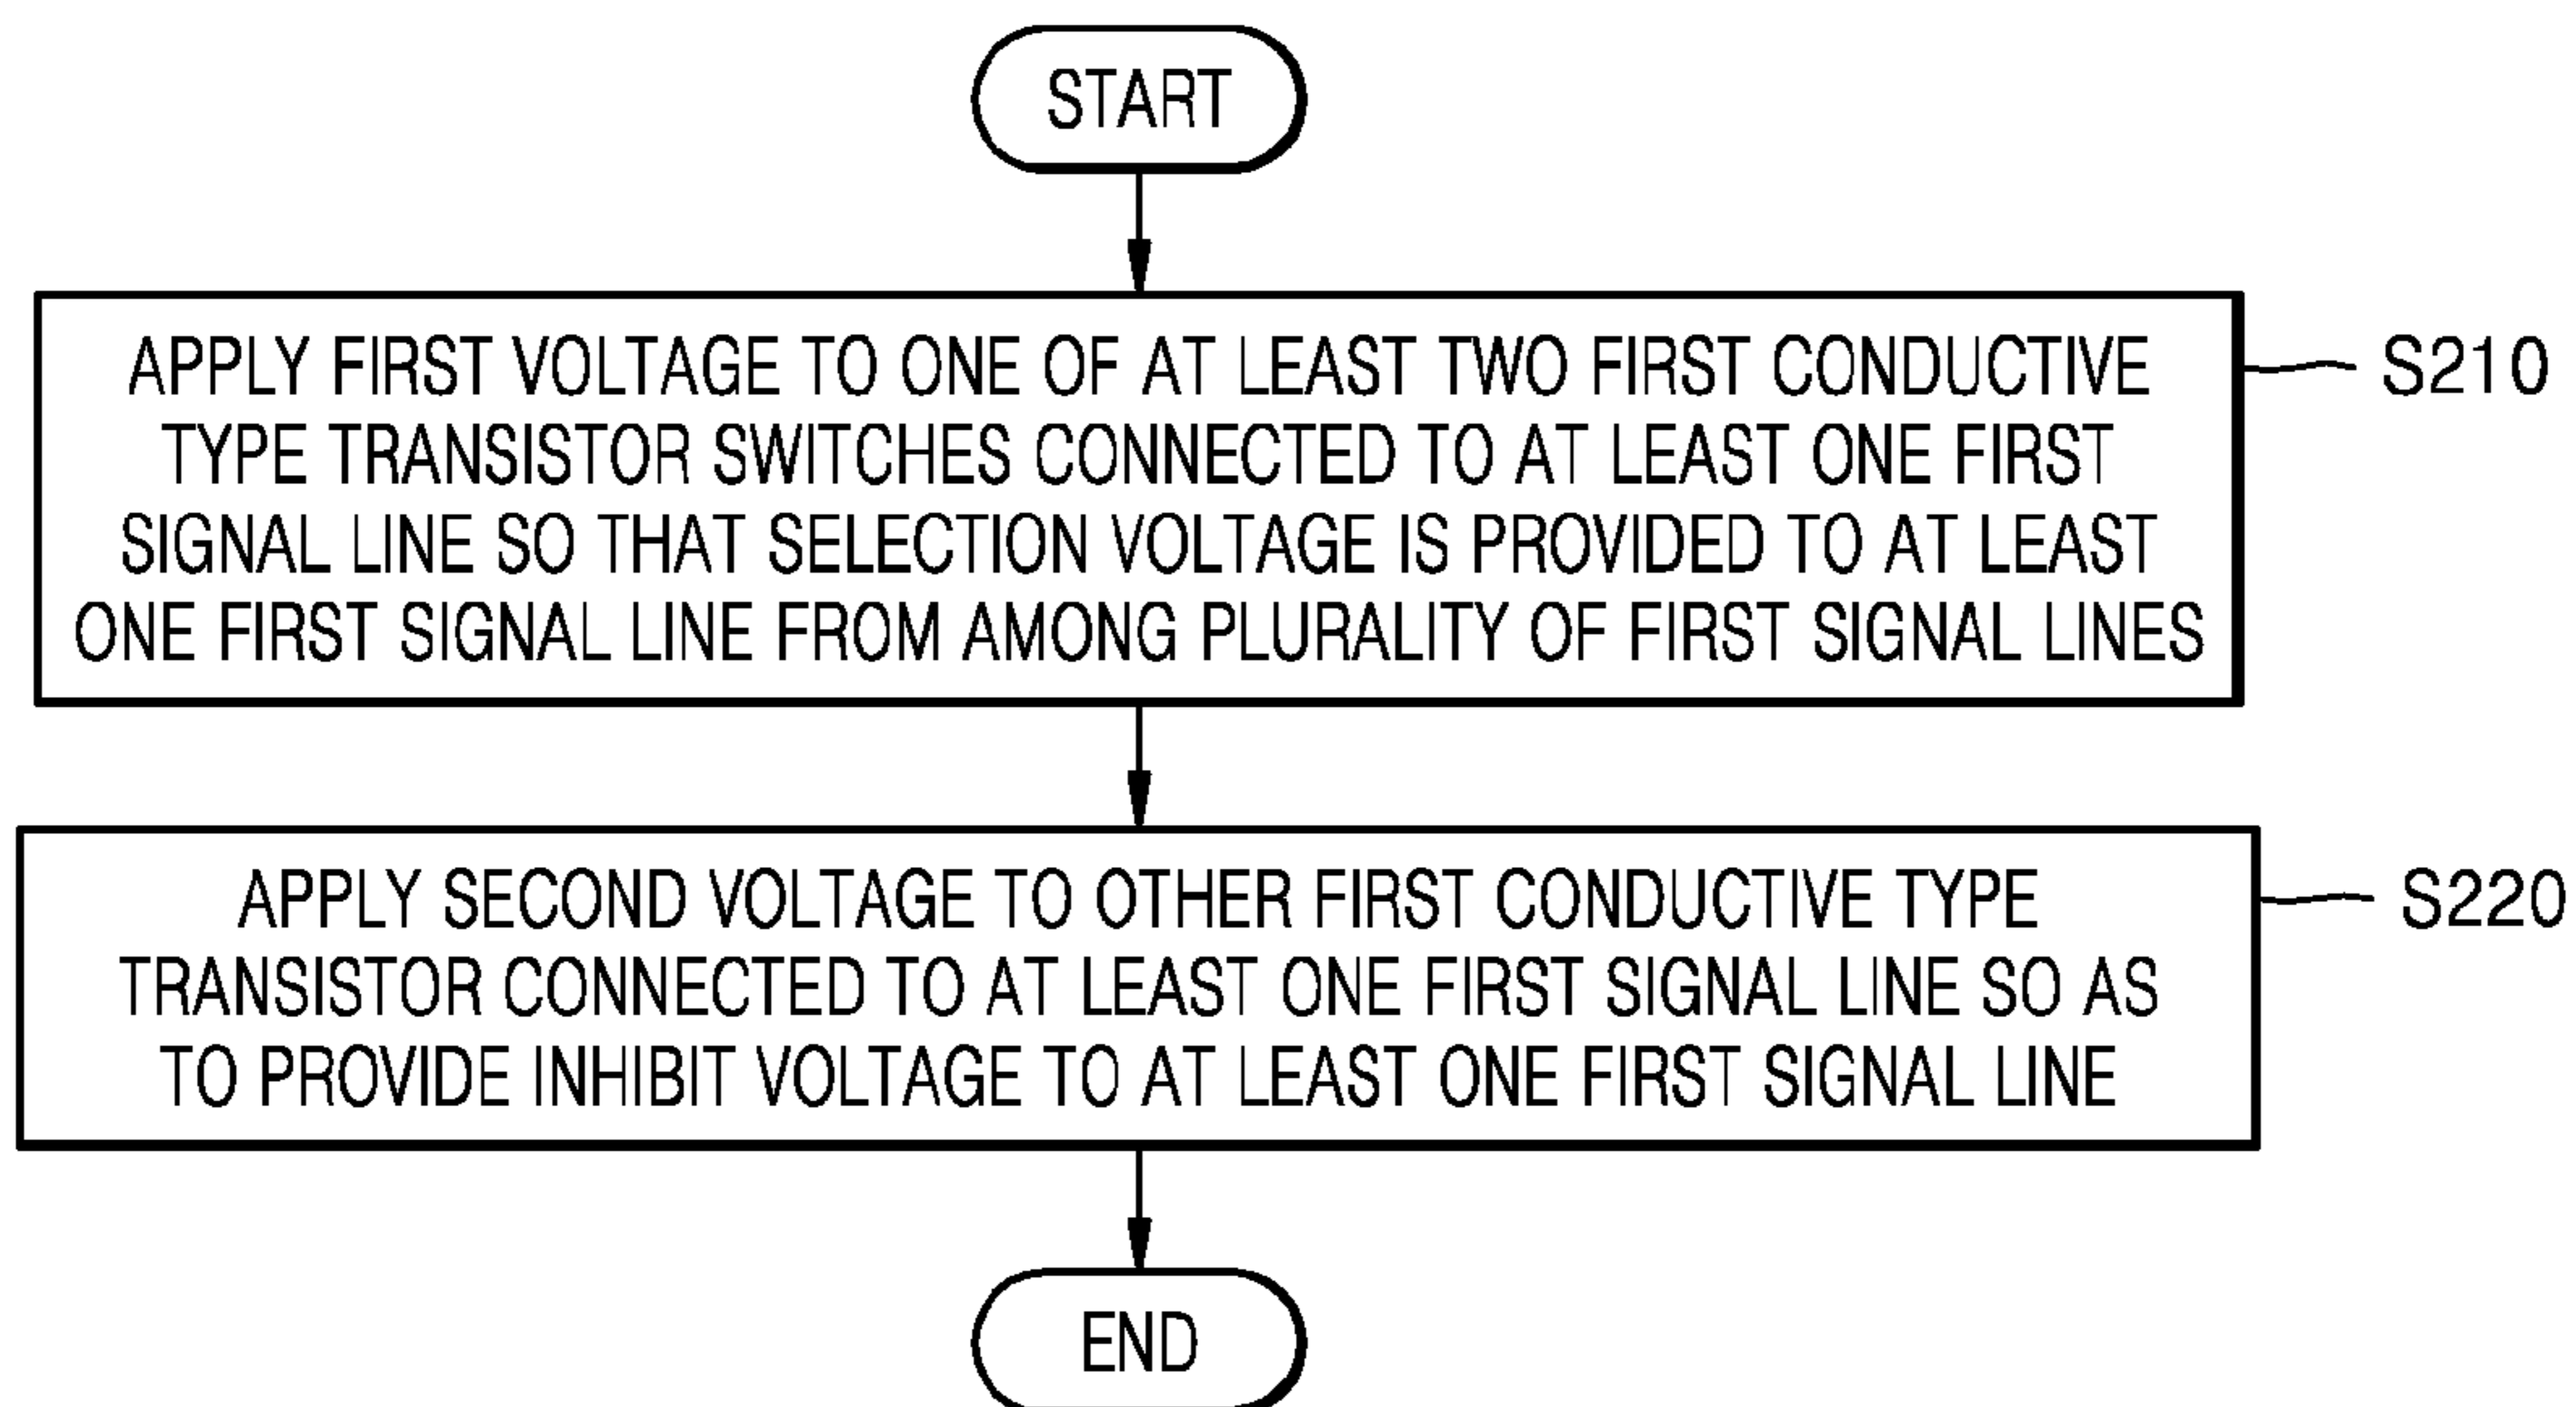 START
APPLY FIRST VOLTAGE TO ONE OF AT LEAST TWO FIRST CONDUCTIVE
TYPE TRANSISTOR SWITCHES CONNECTED TO AT LEAST ONE FIRST
SIGNAL LINE SO THAT SELECTION VOLTAGE IS PROVIDED TO AT LEAST
ONE FIRST SIGNAL LINE FROM AMONG PLURALITY OF FIRST SIGNAL LINES
S210
APPLY SECOND VOLTAGE TO OTHER FIRST CONDUCTIVE TYPE
TRANSISTOR CONNECTED TO AT LEAST ONE FIRST SIGNAL LINE SO AS
TO PROVIDE INHIBIT VOLTAGE TO AT LEAST ONE FIRST SIGNAL LINE
S220
END